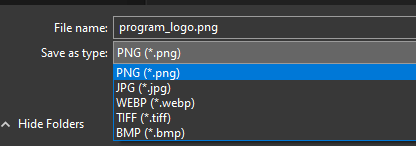 File name: program_logo.png
Save as type: PNG (*.png)
PNG (*.png)
JPG (*.jpg)
WEBP (*.webp)
TIFF (*.tiff)
BMP (*.bmp)
Hide Folders